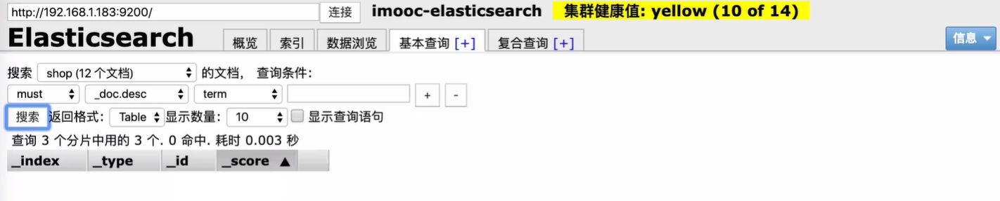 http://192.168.1.183:9200/ 连接 imooc-elasticsearch 集群健康值: yellow (10 of 14)
Elasticsearch 概览 索引 数据浏览 基本查询 [+] 复合查询 [+] 信息
搜索 shop (12 个文档) 的文档, 查询条件:
must _doc.desc term + -
搜索 返回格式: Table 显示数量: 10 显示查询语句
查询 3 个分片中用的 3 个. 0 命中. 耗时 0.003 秒
_index _type _id _score ▲